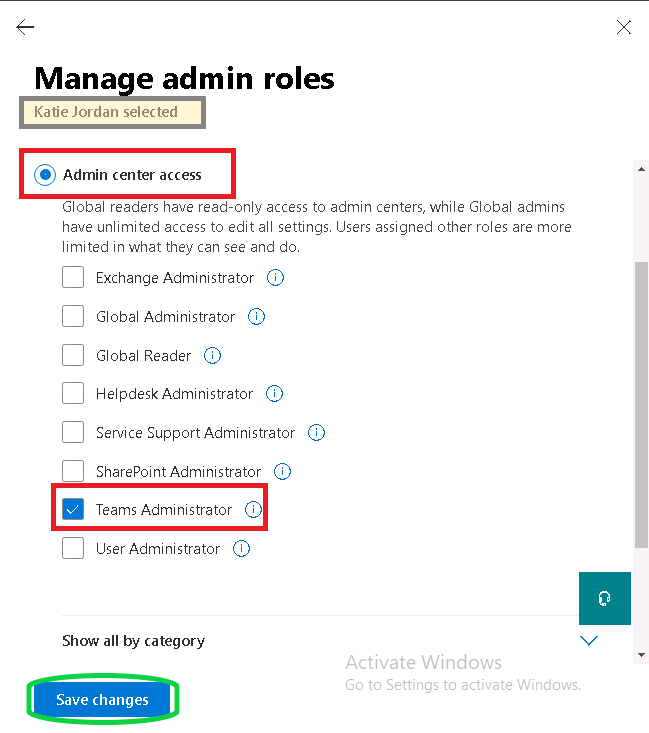 Manage admin roles
Katie Jordan selected
Admin center access
Global readers have read-only access to admin centers, while Global admins
have unlimited access to edit all settings. Users assigned other roles are more
limited in what they can see and do.
Exchange Administrator
Global Administrator
Global Reader
Helpdesk Administrator
Service Support Administrator
SharePoint Administrator
Teams Administrator
User Administrator
Show all by category
Activate Windows
Go to Settings to activate Windows.
Save changes